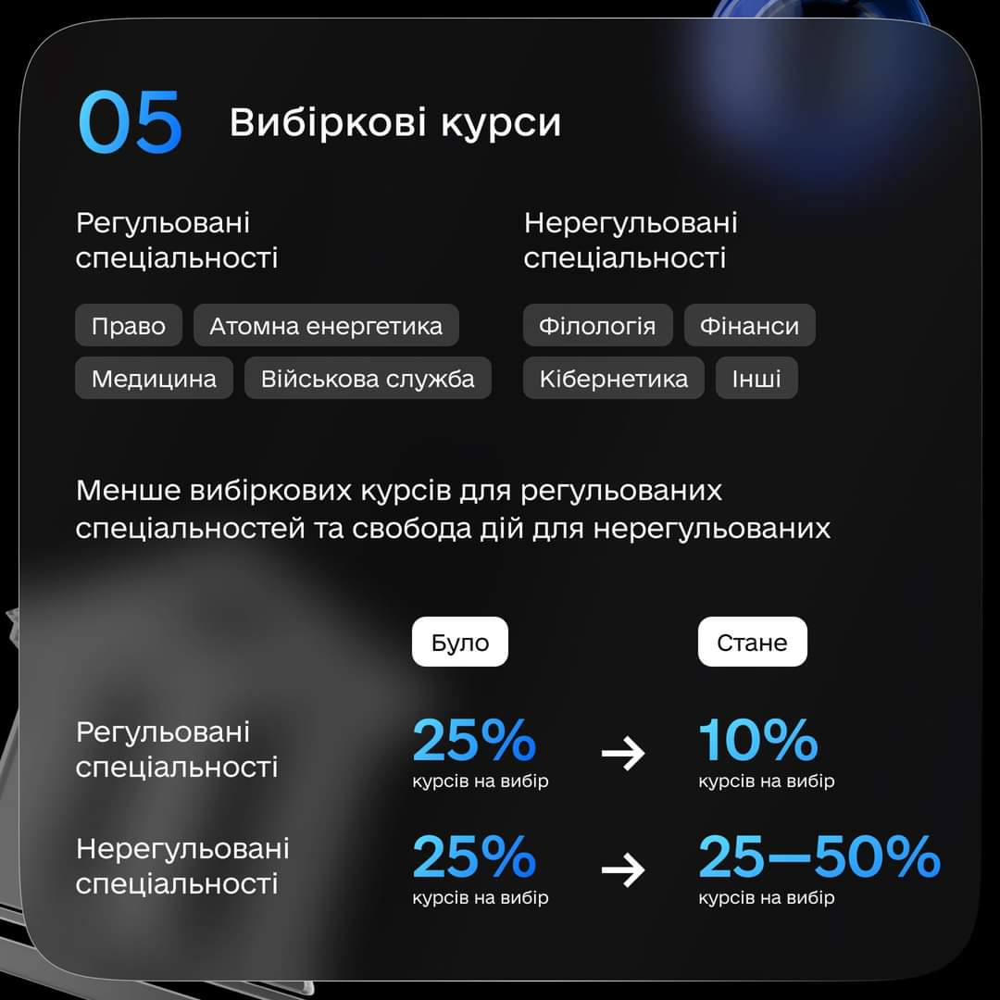 05 Вибіркові курси
Регульовані
спеціальності
Право Атомна енергетика
Медицина Військова служба
Нерегульовані
спеціальності
Філологія Фінанси
Кібернетика Інші
Менше вибіркових курсів для регульованих
спеціальностей та свобода дій для нерегульованих
Було Стане
Регульовані
спеціальності
25% → 10%
курсів на вибір курсів на вибір
Нерегульовані
спеціальності
25% → 25—50%
курсів на вибір курсів на вибір